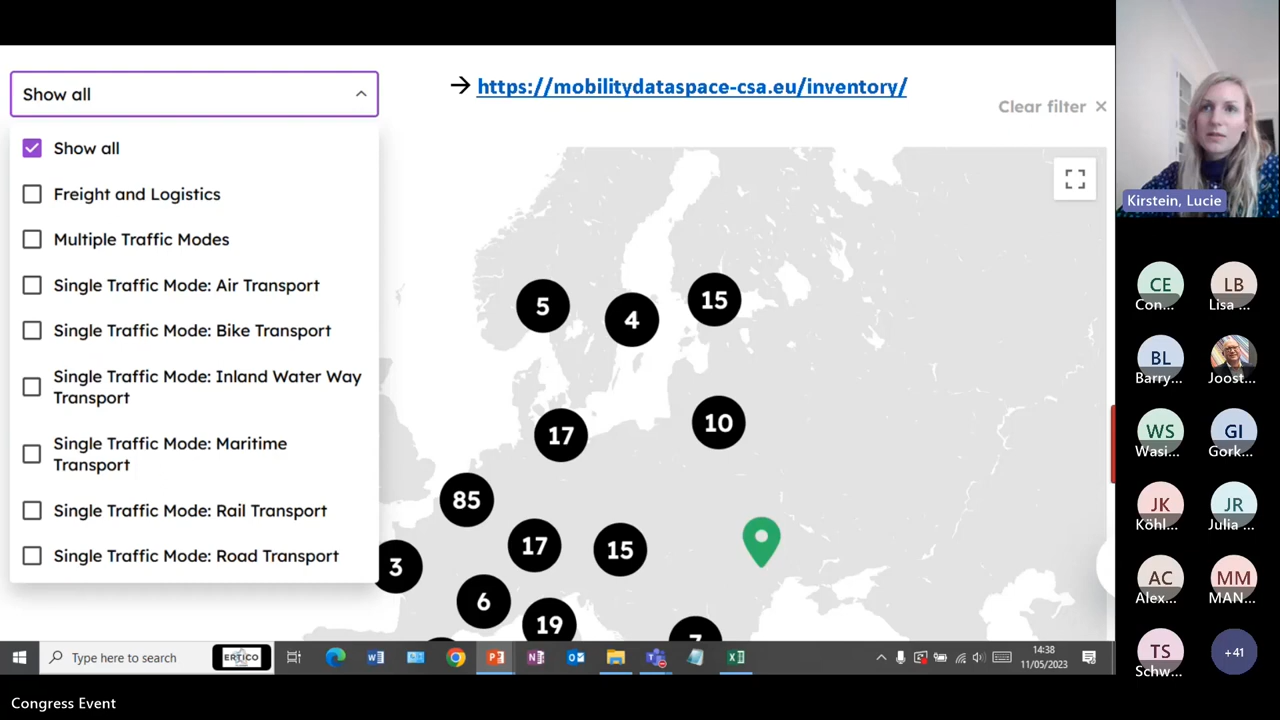 Show all
→ https://mobilitydataspace-csa.eu/inventory/
Clear filter ×
Show all
Freight and Logistics
Multiple Traffic Modes
Single Traffic Mode: Air Transport
Single Traffic Mode: Bike Transport
Single Traffic Mode: Inland Water Way
Transport
Single Traffic Mode: Maritime
Transport
Single Traffic Mode: Rail Transport
Single Traffic Mode: Road Transport
5
4
15
17
10
85
17
15
3
6
19
7
Kirstein, Lucie
CE
LB
Con...
Lisa ...
BL
Barry...
Joost...
WS
GI
Wasi...
Gork...
JK
JR
Köhl...
Julia ...
AC
MM
Alex...
MAN...
TS
+41
Schw...
Type here to search
ERTICO
14:38
11/05/2023
Congress Event